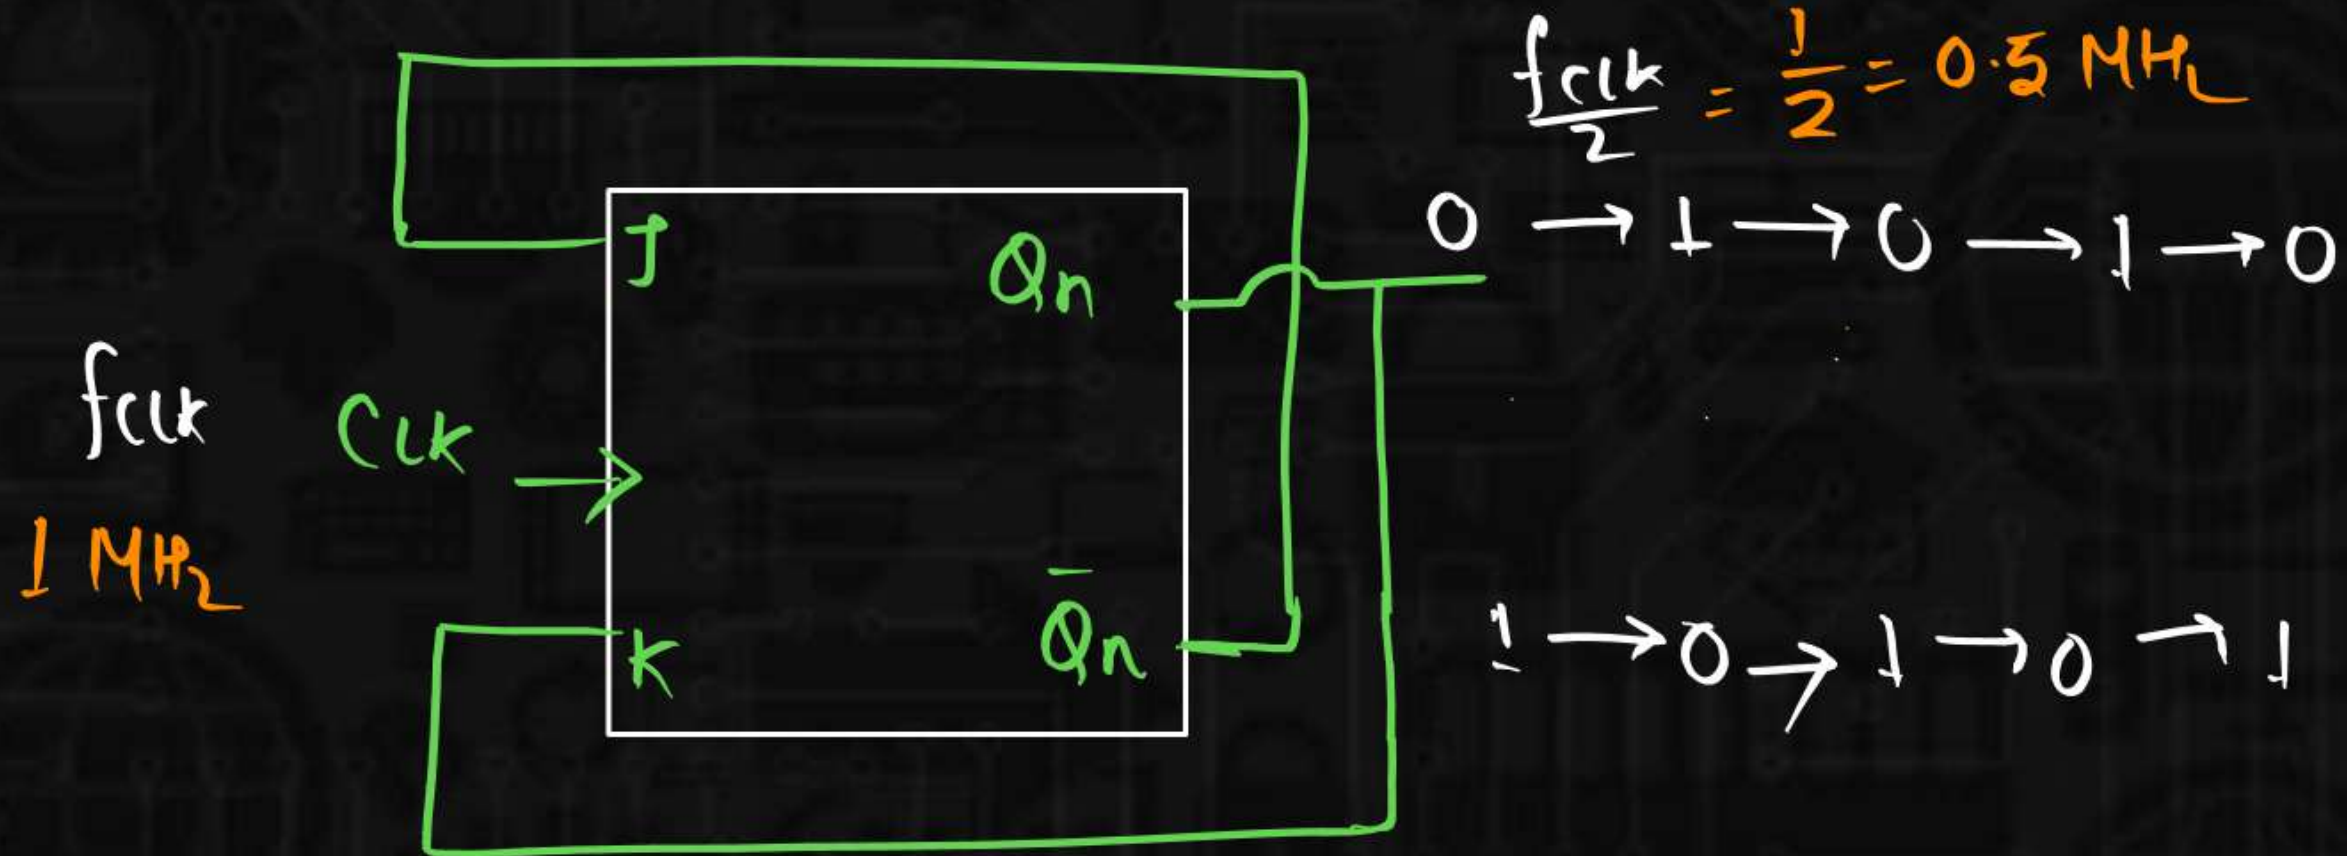 fclk/2 = 1/2 = 0.5 MHz
0 → 1 → 0 → 1 → 0
J
Qn
fclk
CLK
1 MHz
K
Q̅n
1 → 0 → 1 → 0 → 1